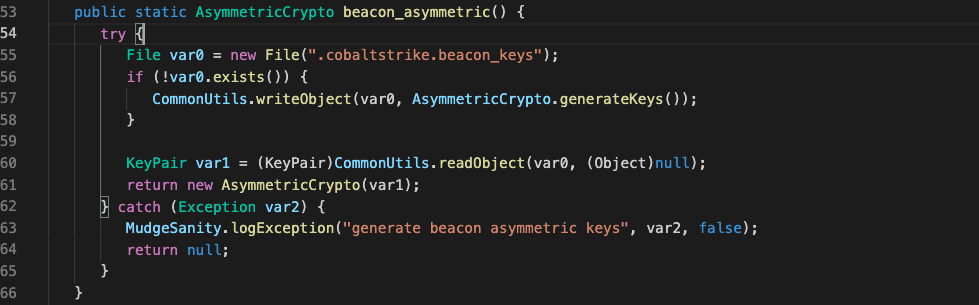 53 public static AsymmetricCrypto beacon_asymmetric() {
54 try {
55 File var0 = new File(".cobaltstrike.beacon_keys");
56 if (!var0.exists()) {
57 CommonUtils.writeObject(var0, AsymmetricCrypto.generateKeys());
58 }
59
60 KeyPair var1 = (KeyPair)CommonUtils.readObject(var0, (Object)null);
61 return new AsymmetricCrypto(var1);
62 } catch (Exception var2) {
63 MudgeSanity.logException("generate beacon asymmetric keys", var2, false);
64 return null;
65 }
66 }